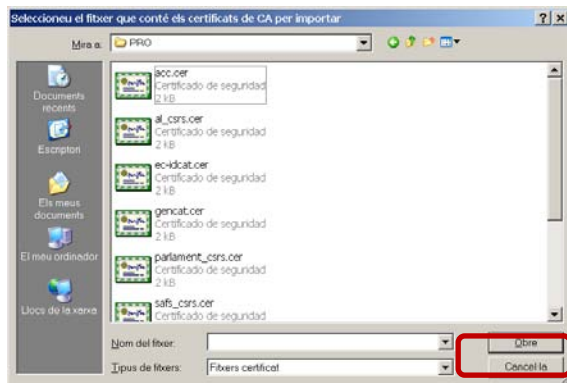 Seleccioneu el fitxer que conté els certificats de CA per importar
Mira a:
PRO
Documents recents
Escriptori
Els meus documents
El meu ordinador
Llocs de la xarxa
acc.cer
Certificado de seguridad
2 kB
al_csrs.cer
Certificado de seguridad
2 kB
ec-idcat.cer
Certificado de seguridad
2 kB
gencat.cer
Certificado de seguridad
2 kB
parlament_csrs.cer
Certificado de seguridad
2 kB
safs_csrs.cer
Certificado de seguridad
Nom del fitxer:
Obre
Tipus de fitxers:
Fitxers certificat
Cancel·la